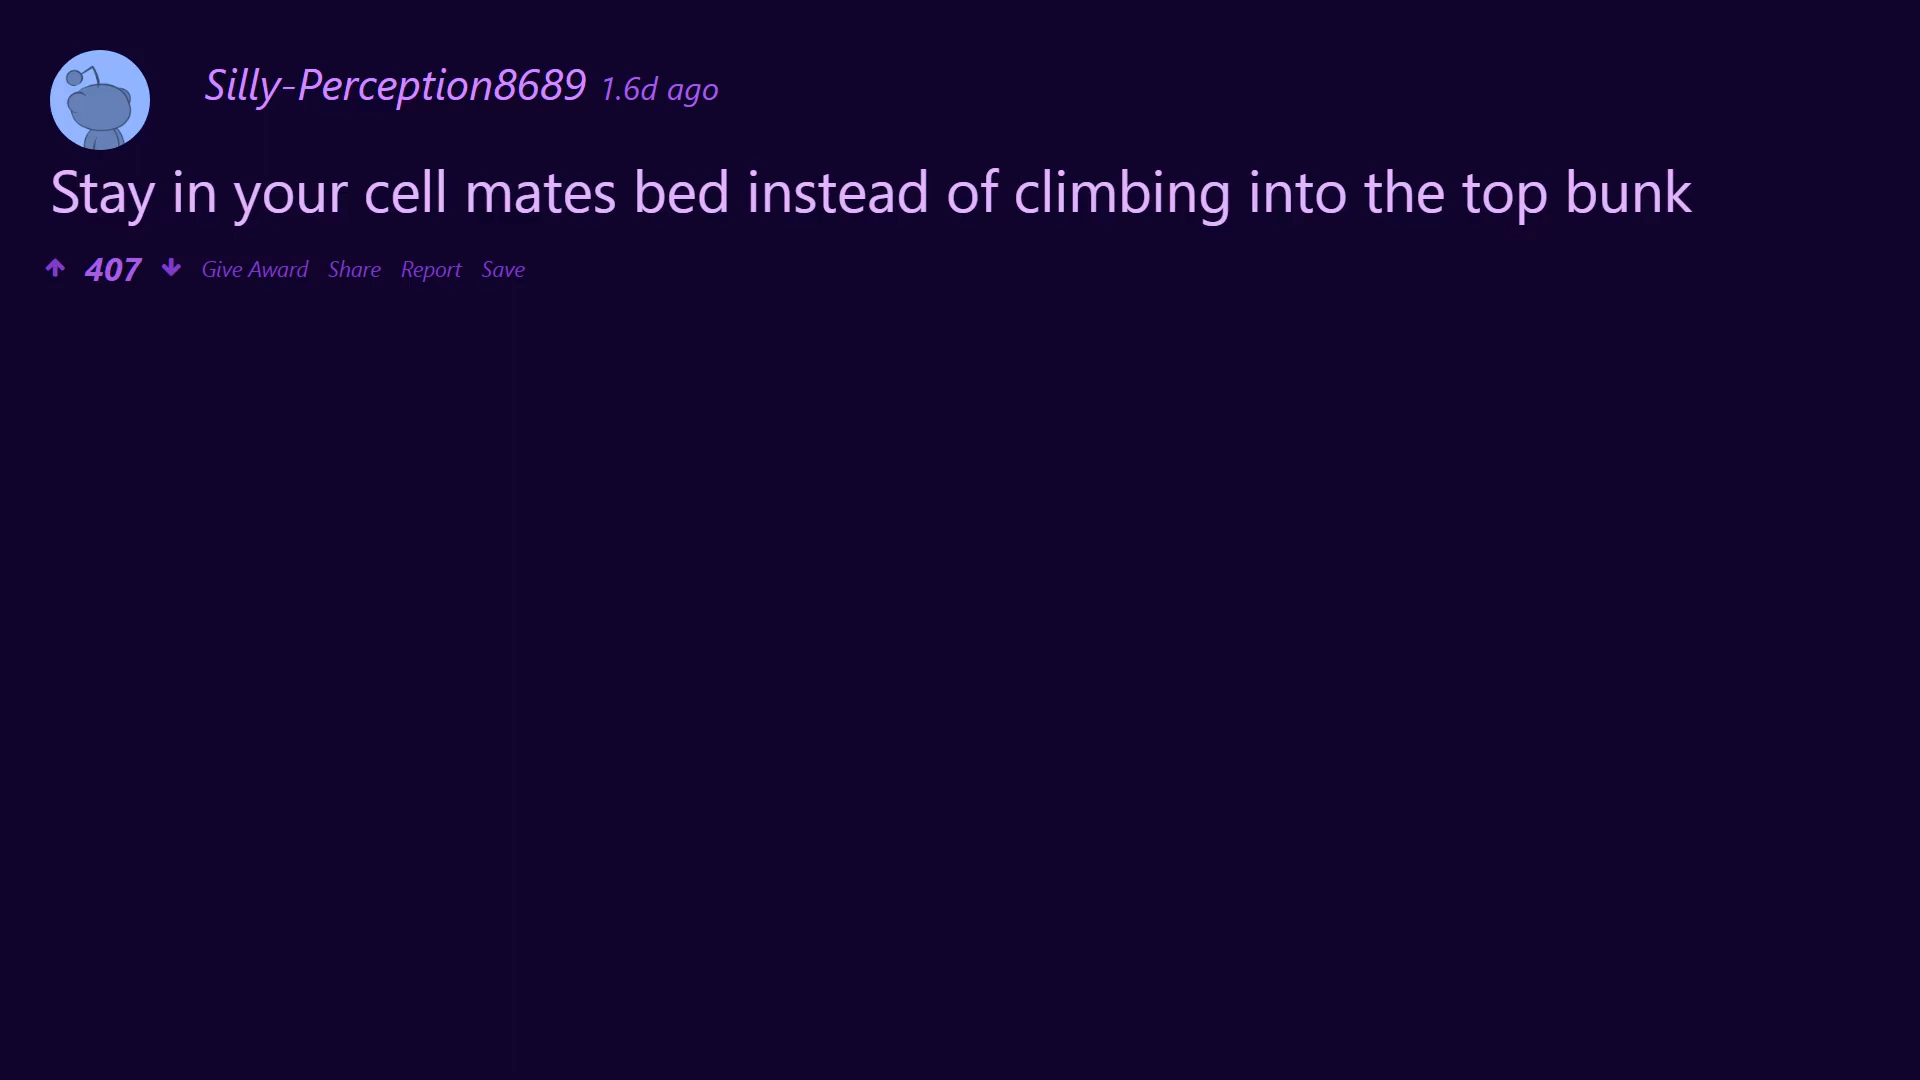 Silly-Perception8689 1.6d ago
Stay in your cell mates bed instead of climbing into the top bunk
407 Give Award Share Report Save